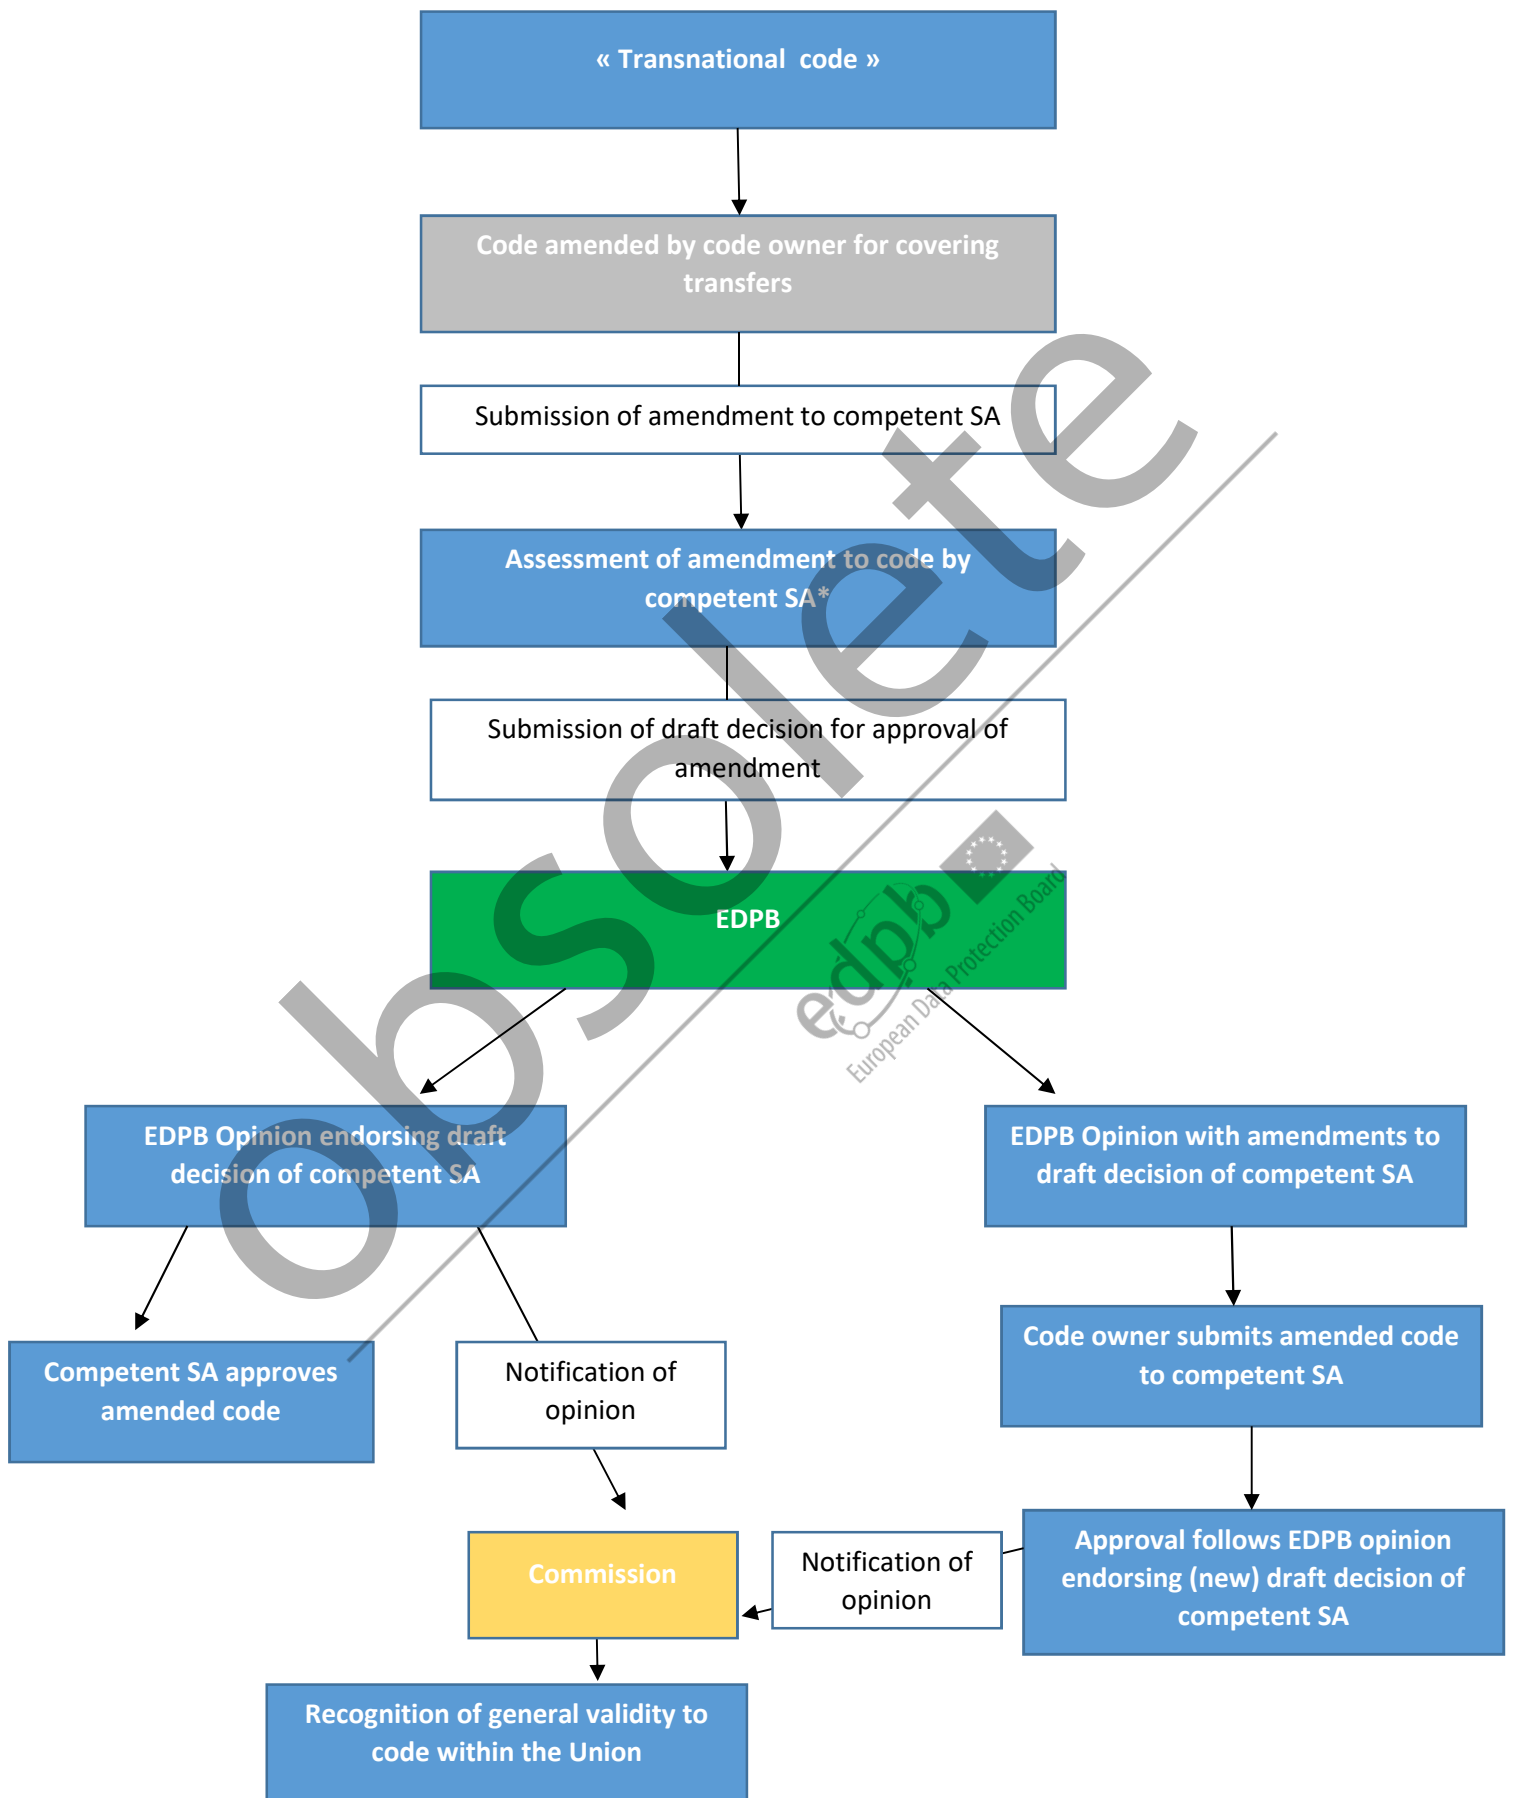 « Transnational  code »
Code amended by code owner for covering
transfers
Submission of amendment to competent SA
Assessment of amendment to code by
competent SA*
Submission of draft decision for approval of
amendment
EDPB
EDPB Opinion endorsing draft
decision of competent SA
EDPB Opinion with amendments to
draft decision of competent SA
Competent SA approves
amended code
Notification of
opinion
Code owner submits amended code
to competent SA
Commission
Notification of
opinion
Approval follows EDPB opinion
endorsing (new) draft decision of
competent SA
Recognition of general validity to
code within the Union
obsolete
edpb
European Data Protection Board